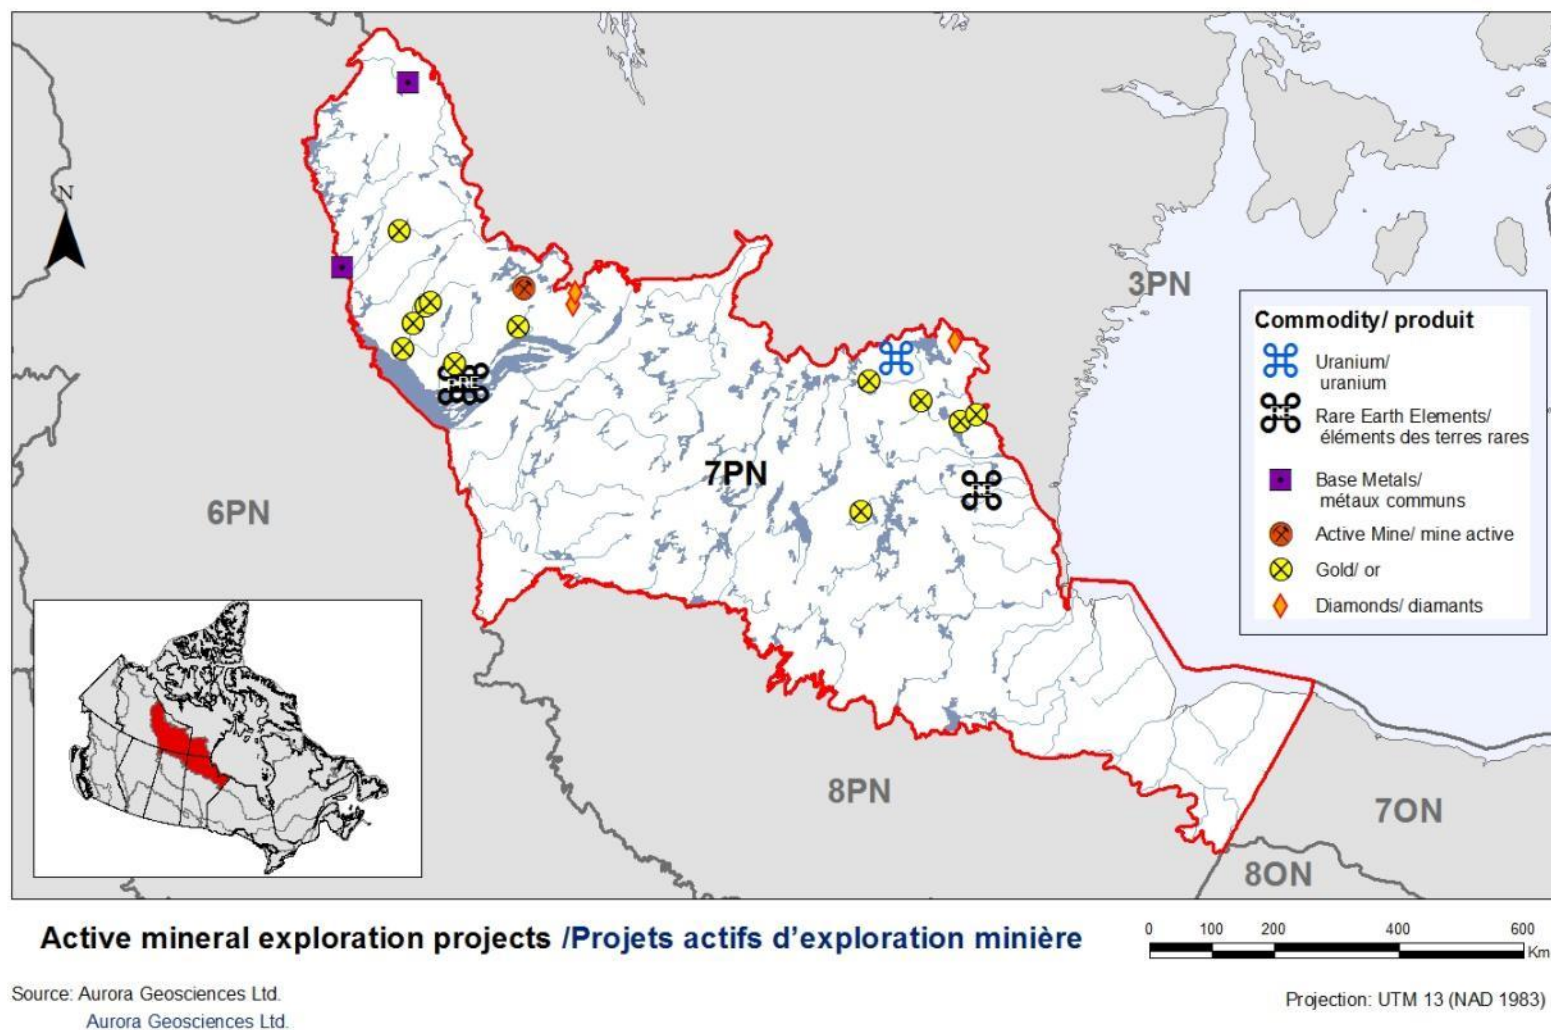 N
3PN
6PN
7PN
8PN
7ON
8ON
Commodity/ produit
Uranium/
uranium
Rare Earth Elements/
éléments des terres rares
Base Metals/
métaux communs
Active Mine/ mine active
Gold/ or
Diamonds/ diamants
Active mineral exploration projects /Projets actifs d'exploration minière
0 100 200 400 600
Km
Source: Aurora Geosciences Ltd.
Aurora Geosciences Ltd.
Projection: UTM 13 (NAD 1983)